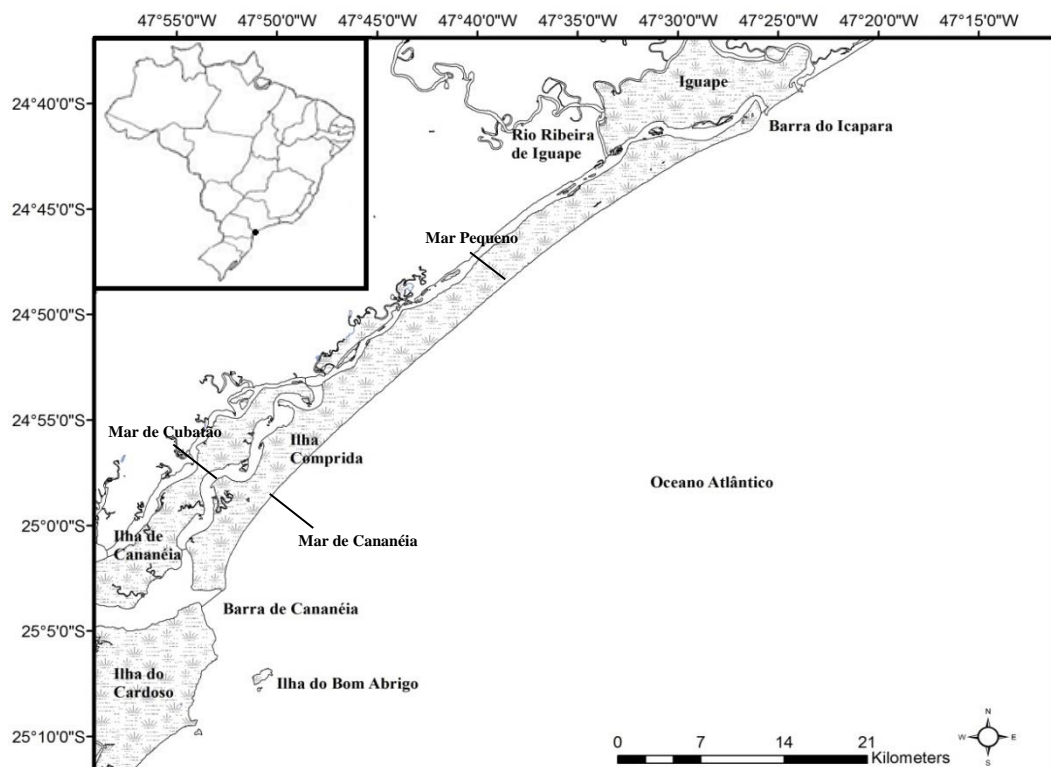 47°55'0"W 47°50'0"W 47°45'0"W 47°40'0"W 47°35'0"W 47°30'0"W 47°25'0"W 47°20'0"W 47°15'0"W
24°40'0"S
24°45'0"S
24°50'0"S
24°55'0"S
25°0'0"S
25°5'0"S
25°10'0"S
Iguape
Barra do Icapara
Rio Ribeira
de Iguape
Mar Pequeno
Mar de Cubatão
Ilha
Comprida
Oceano Atlântico
Ilha de
Cananéia
Mar de Cananéia
Barra de Cananéia
Ilha do
Cardoso
Ilha do Bom Abrigo
N
W E
S
0 7 14 21
Kilometers